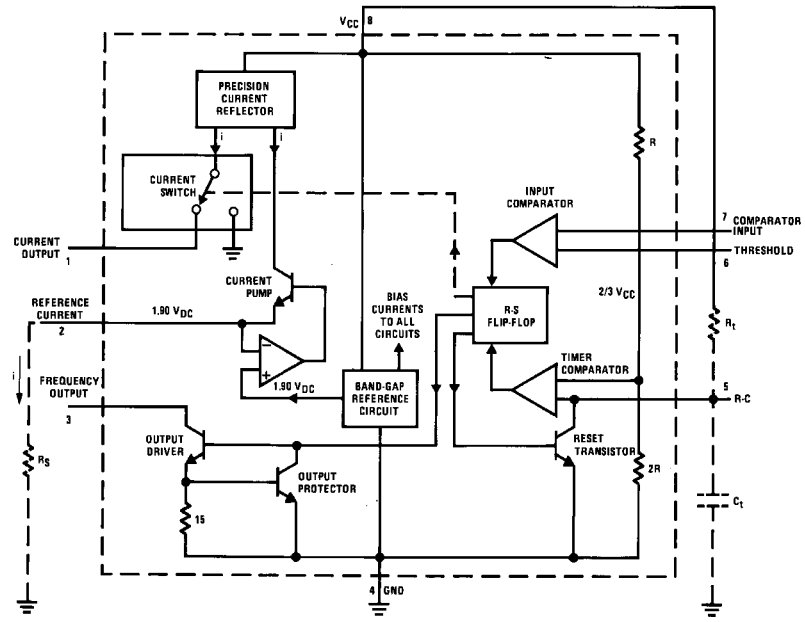 VCC 8
PRECISION
CURRENT
REFLECTOR
i
i
R
CURRENT
SWITCH
INPUT
COMPARATOR
7 COMPARATOR
INPUT
THRESHOLD
6
CURRENT
OUTPUT 1
CURRENT
PUMP
BIAS
CURRENTS
TO ALL
CIRCUITS
R-S
FLIP-FLOP
2/3 VCC
REFERENCE
CURRENT
2
1.90 VDC
Rt
i
−
+
1.90 VDC
TIMER
COMPARATOR
5
R-C
FREQUENCY
OUTPUT
3
BAND-GAP
REFERENCE
CIRCUIT
OUTPUT
DRIVER
RESET
TRANSISTOR
RS
OUTPUT
PROTECTOR
2R
15
Ct
4 GND